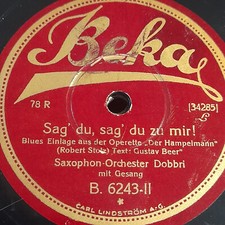 Beka
78 R
[34285]
Sag' du, sag' du zu mir!
Blues Einlage aus der Operette „Der Hampelmann"
(Robert Stolz) Text: Gustav Beer
Saxophon-Orchester Dobbri
mit Gesang
B. 6243-II
CARL LINDSTRÖM A-G.